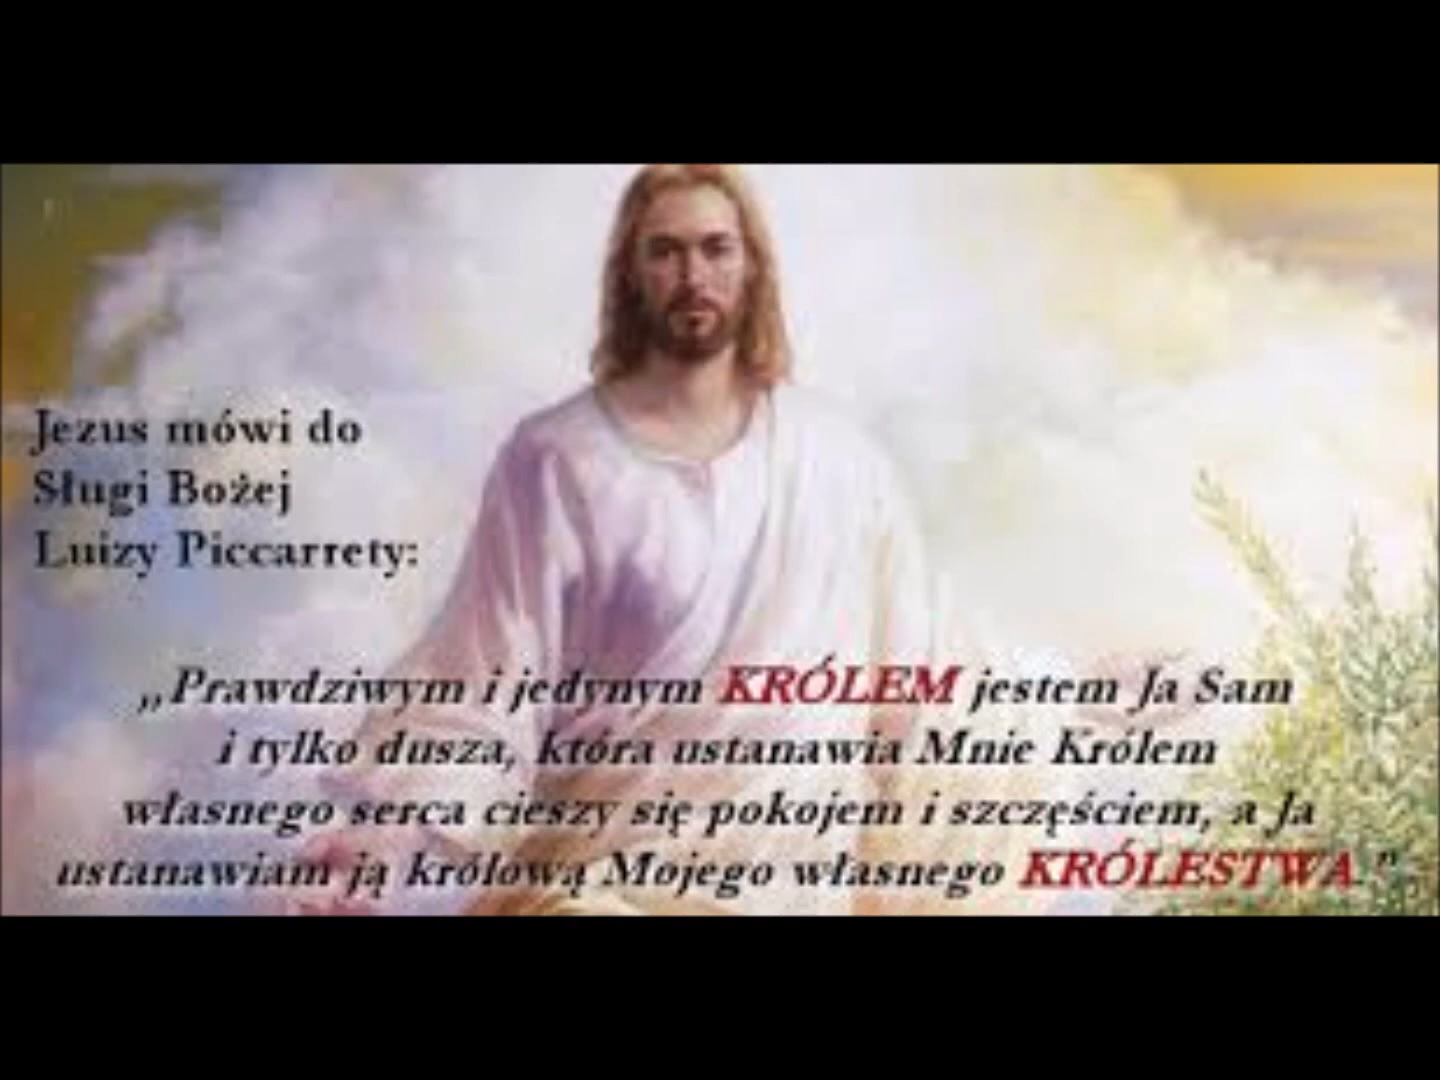 Jezus mówi do
Sługi Bożej
Luizy Piccarrety:
„Prawdziwym i jedynym KRÓLEM jestem Ja Sam
i tylko dusza, która ustanawia Mnie Królem
własnego serca cieszy się pokojem i szczęściem, a Ja
ustanawiam ją królową Mojego własnego KRÓLESTWA."